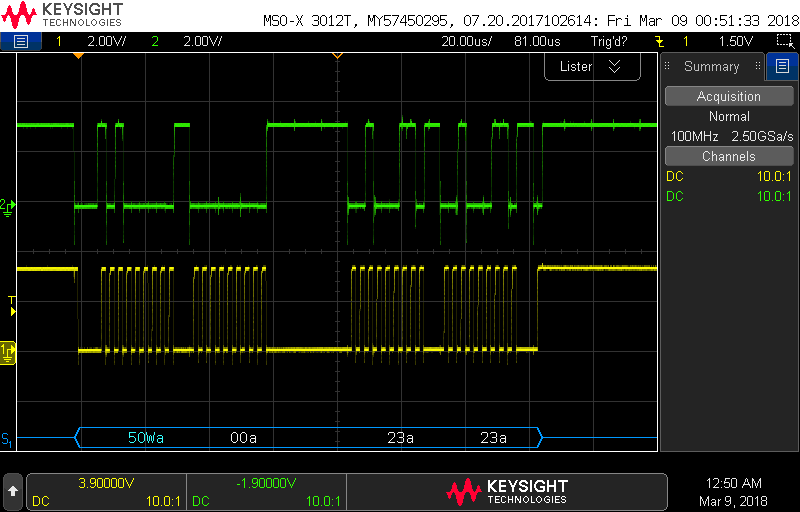 KEYSIGHT
TECHNOLOGIES
MSO-X 3012T, MY57450295, 07.20.2017102614: Fri Mar 09 00:51:33 2018
1 2.00V/ 2 2.00V/ 20.00us/ 81.00us Trig'd? 1 1.50V
Lister
Summary
Acquisition
Normal
100MHz 2.50GSa/s
Channels
DC 10.0:1
DC 10.0:1
2
T
1
S1 50Wa 00a 23a 23a
3.90000V
DC 10.0:1
-1.90000V
DC 10.0:1
KEYSIGHT
TECHNOLOGIES
12:50 AM
Mar 9, 2018